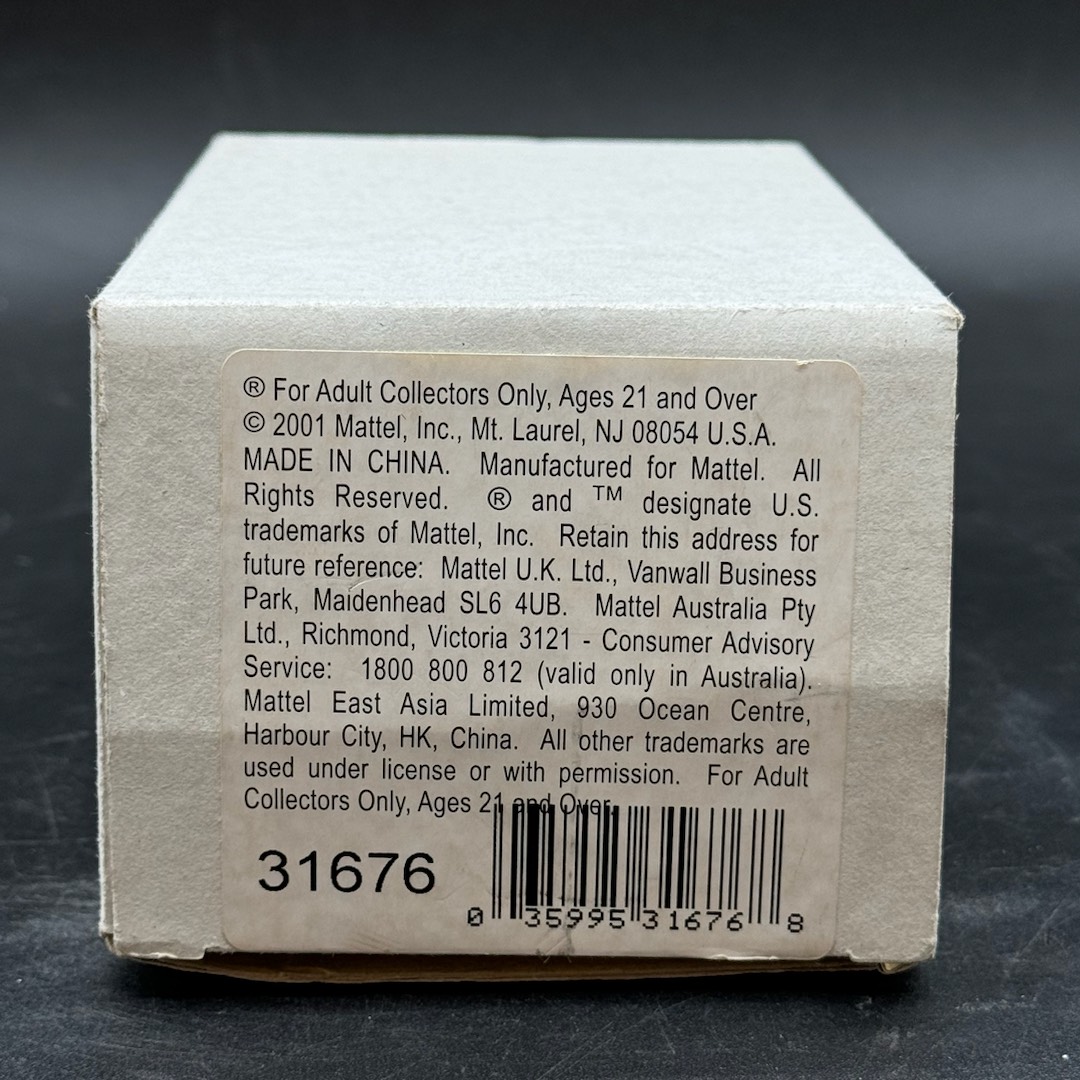 ® For Adult Collectors Only, Ages 21 and Over
© 2001 Mattel, Inc., Mt. Laurel, NJ 08054 U.S.A.
MADE IN CHINA. Manufactured for Mattel. All
Rights Reserved. ® and ™ designate U.S.
trademarks of Mattel, Inc. Retain this address for
future reference: Mattel U.K. Ltd., Vanwall Business
Park, Maidenhead SL6 4UB. Mattel Australia Pty
Ltd., Richmond, Victoria 3121 - Consumer Advisory
Service: 1800 800 812 (valid only in Australia).
Mattel East Asia Limited, 930 Ocean Centre,
Harbour City, HK, China. All other trademarks are
used under license or with permission. For Adult
Collectors Only, Ages 21 and Over.
31676
0 35995 31676 8